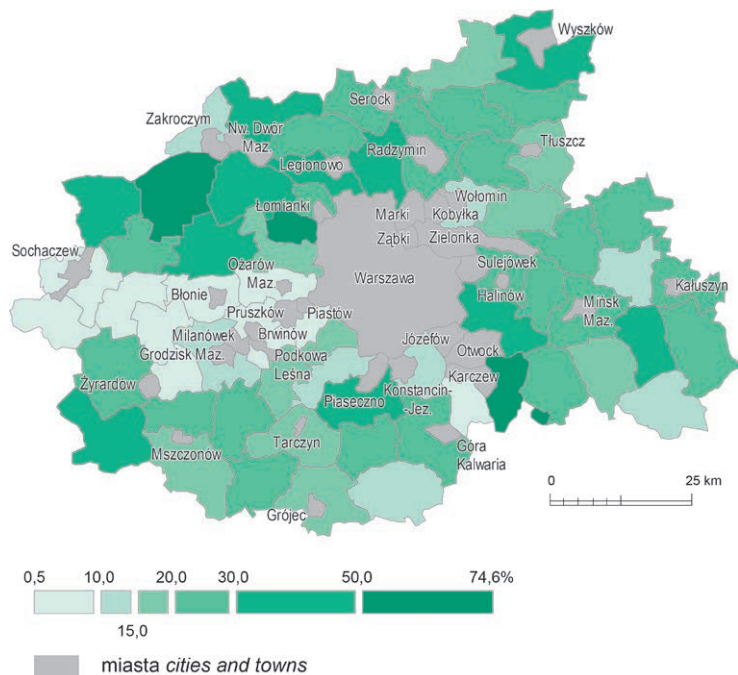 Wyszków
Serock
Zakroczym
Nw. Dwór
Maz.
Tłuszcz
Radzymin
Legionowo
Wołomin
Łomianki
Marki
Kobyłka
Ząbki
Zielonka
Sochaczew
Ożarów
Maz.
Warszawa
Sulejówek
Kałuszyn
Błonie
Halinów
Mińsk
Maz.
Pruszków
Piastów
Milanówek
Brwinów
Józefów
Grodzisk Maz.
Otwock
Podkowa
Leśna
Karczew
Żyrardów
Konstancin-
-Jez.
Piaseczno
Tarczyn
Góra
Kalwaria
Mszczonów
Grójec
0 25 km
0,5 10,0 20,0 30,0 50,0 74,6%
15,0
miasta cities and towns